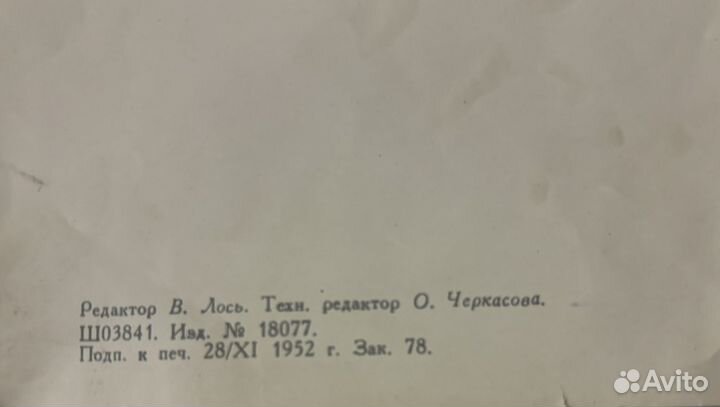 Редактор В. Лось. Техн. редактор О. Черкасова.
Ш03841. Изд. № 18077.
Подп. к печ. 28/XI 1952 г. Зак. 78.
Avito